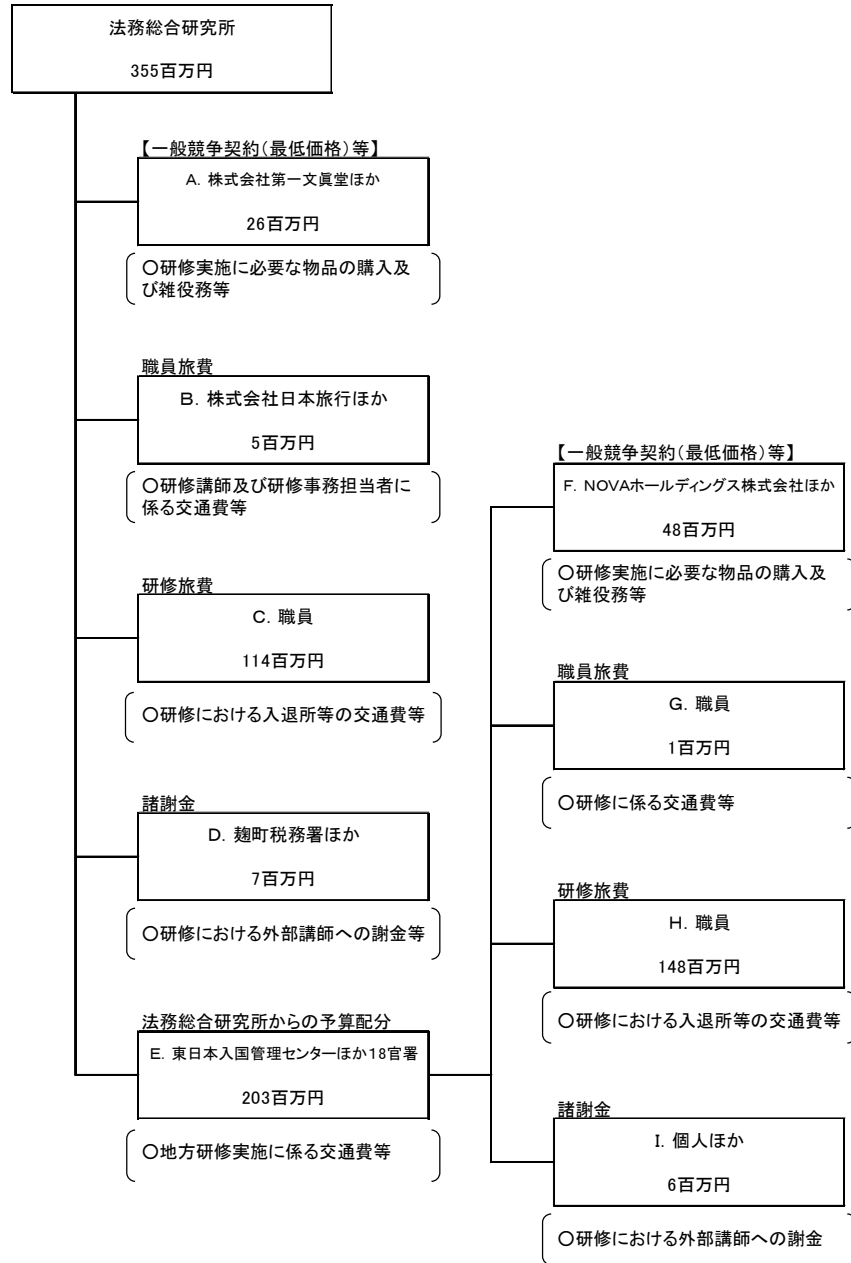 法務総合研究所
355百万円
【一般競争契約(最低価格)等】
A. 株式会社第一文眞堂ほか
26百万円
〇研修実施に必要な物品の購入及
び雑役務等
職員旅費
B. 株式会社日本旅行ほか
5百万円
〇研修講師及び研修事務担当者に
係る交通費等
研修旅費
C. 職員
114百万円
〇研修における入退所等の交通費等
諸謝金
D. 麹町税務署ほか
7百万円
〇研修における外部講師への謝金等
法務総合研究所からの予算配分
E. 東日本入国管理センターほか18官署
203百万円
〇地方研修実施に係る交通費等
【一般競争契約(最低価格)等】
F. NOVAホールディングス株式会社ほか
48百万円
〇研修実施に必要な物品の購入及
び雑役務等
職員旅費
G. 職員
1百万円
〇研修に係る交通費等
研修旅費
H. 職員
148百万円
〇研修における入退所等の交通費等
諸謝金
I. 個人ほか
6百万円
〇研修における外部講師への謝金